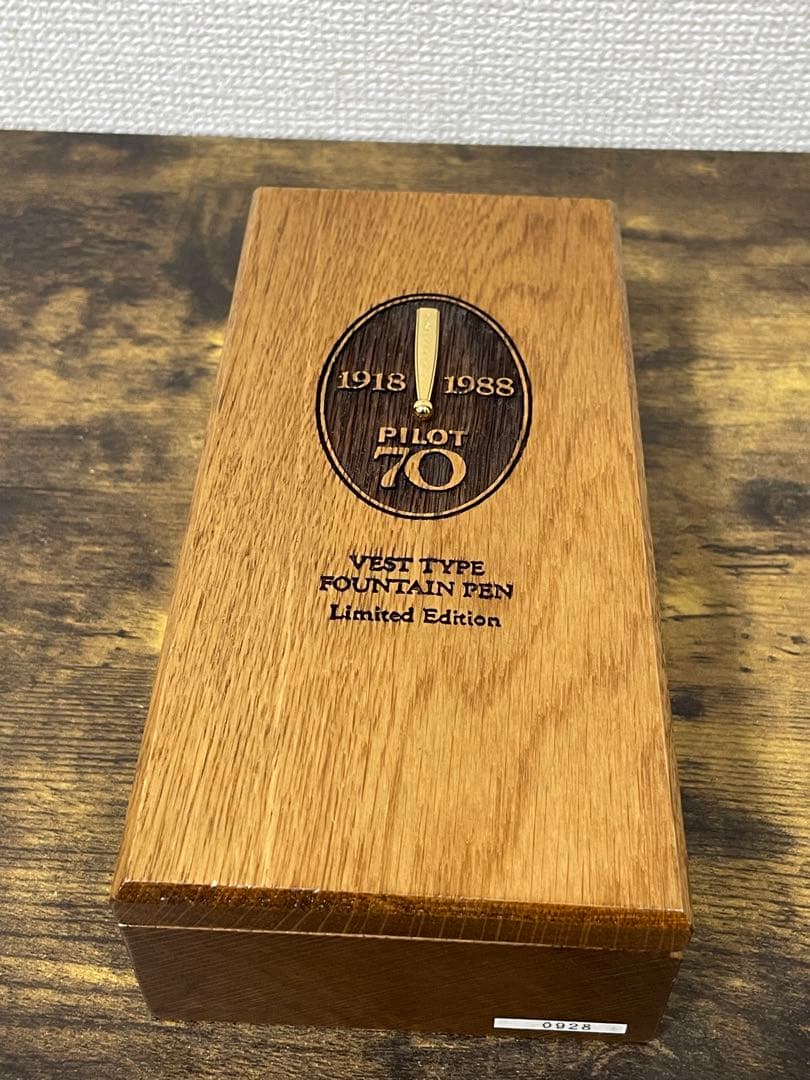 1918 1988
PILOT
70
VEST TYPE
FOUNTAIN PEN
Limited Edition
0928